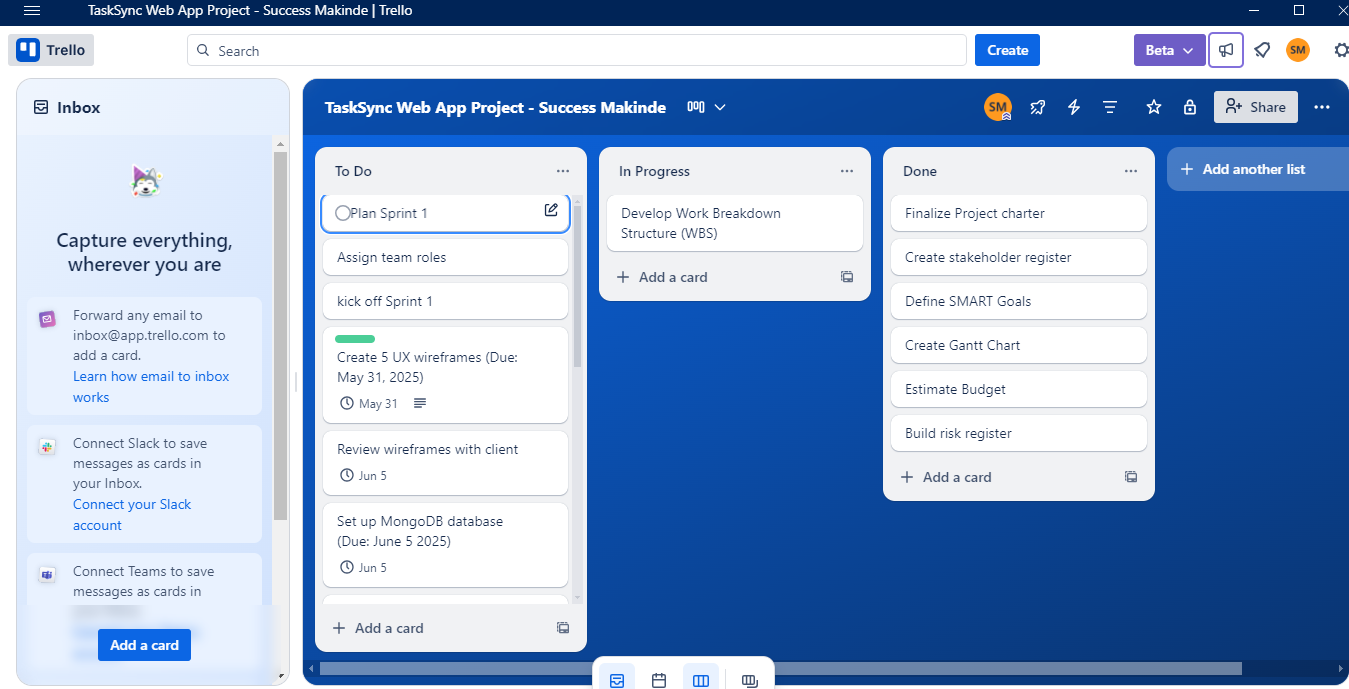 TaskSync Web App Project - Success Makinde | Trello
Trello
Search
Create
Beta
SM
Inbox
Capture everything,
wherever you are
Forward any email to
inbox@app.trello.com to
add a card.
Learn how email to inbox
works
Connect Slack to save
messages as cards in
your Inbox.
Connect your Slack
account
Connect Teams to save
messages as cards in
Add a card
TaskSync Web App Project - Success Makinde
SM
Share
To Do
Plan Sprint 1
Assign team roles
kick off Sprint 1
Create 5 UX wireframes (Due:
May 31, 2025)
May 31
Review wireframes with client
Jun 5
Set up MongoDB database
(Due: June 5 2025)
Jun 5
Add a card
In Progress
Develop Work Breakdown
Structure (WBS)
Add a card
Done
Finalize Project charter
Create stakeholder register
Define SMART Goals
Create Gantt Chart
Estimate Budget
Build risk register
Add a card
Add another list